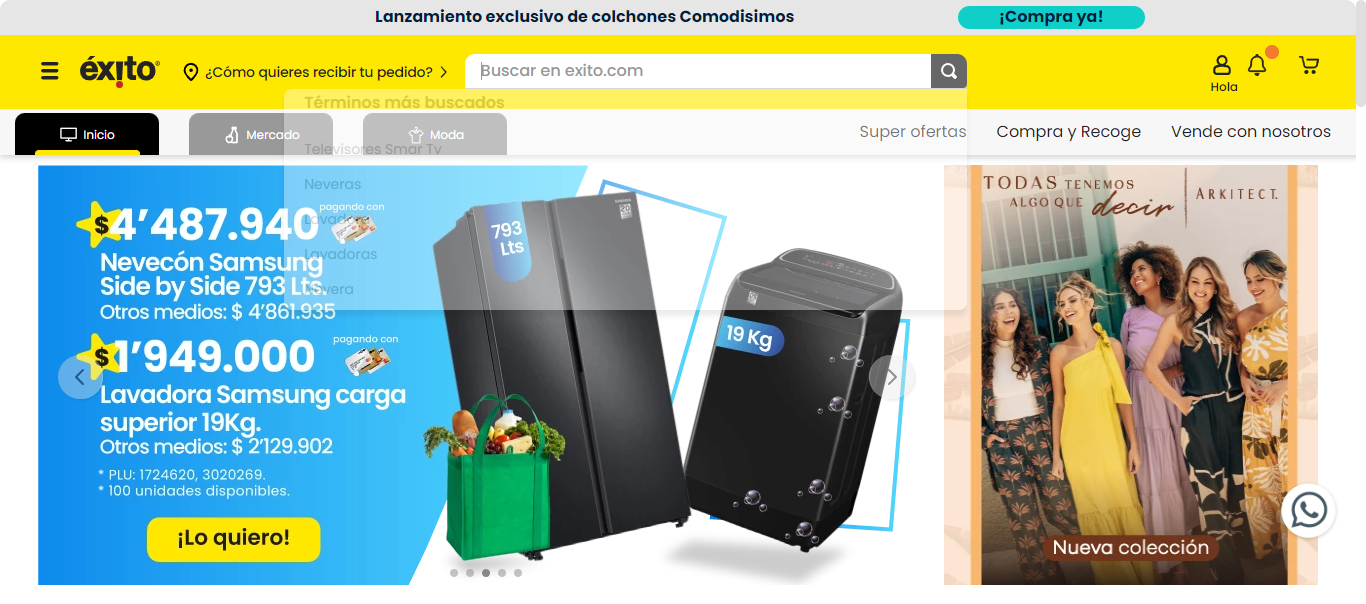 Lanzamiento exclusivo de colchones Comodisimos
¡Compra ya!
éxito
¿Cómo quieres recibir tu pedido?
Buscar en exito.com
Hola
Términos más buscados
Inicio
Mercado
Moda
Super ofertas
Compra y Recoge
Vende con nosotros
Televisores Smar Tv
Neveras
Lavadora
Lavadoras
Nevera
$4’487.940
pagando con
Nevecón Samsung
Side by Side 793 Lts.
Otros medios: $ 4’861.935
$1’949.000
pagando con
Lavadora Samsung carga
superior 19Kg.
Otros medios: $ 2’129.902
* PLU: 1724620, 3020269.
* 100 unidades disponibles.
¡Lo quiero!
793
Lts
19 Kg
TODAS TENEMOS
ALGO QUE decir
ARKITECT.
Nueva colección